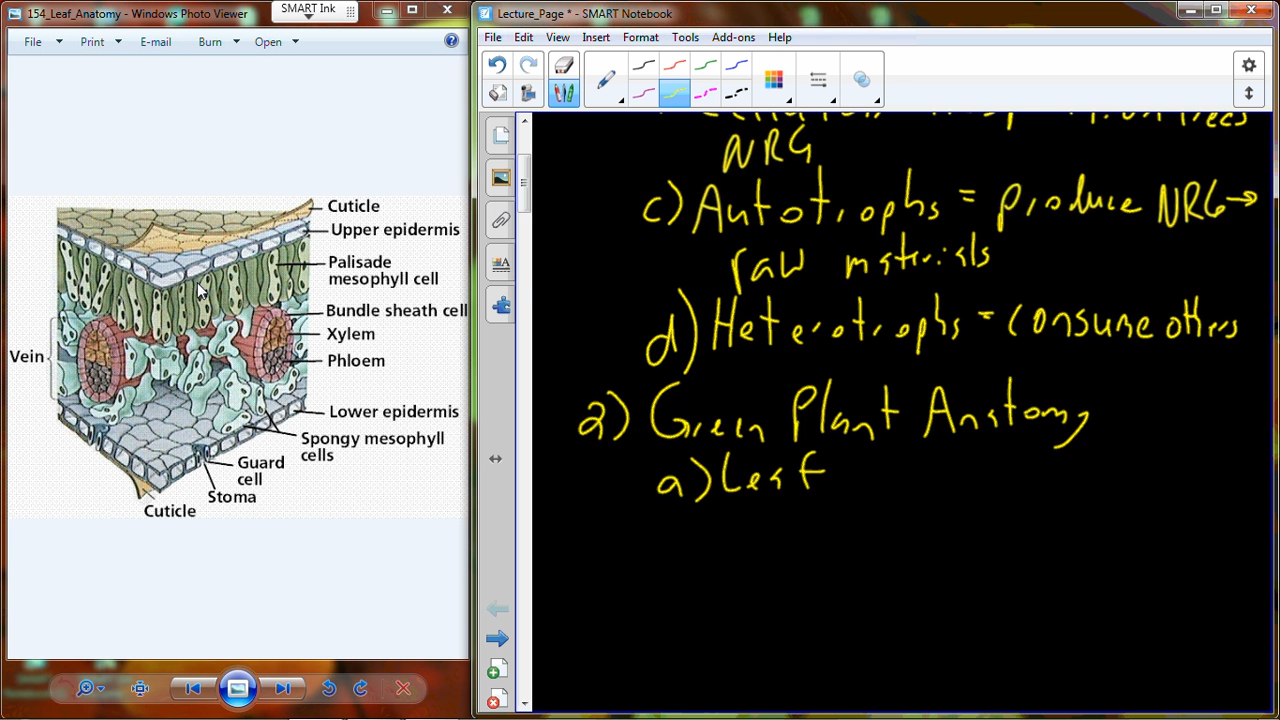 154_Leaf_Anatomy - Windows Photo Viewer
SMART Ink
File Print E-mail Burn Open
Cuticle
Upper epidermis
Palisade
mesophyll cell
Bundle sheath cell
Xylem
Vein
Phloem
Lower epidermis
Spongy mesophyll
cells
Guard
cell
Stoma
Cuticle
Lecture_Page * - SMART Notebook
File Edit View Insert Format Tools Add-ons Help
NRG
c) Autotrophs = produce NRG →
raw materials
d) Heterotrophs = consume others
2) Green Plant Anatomy
a) Leaf